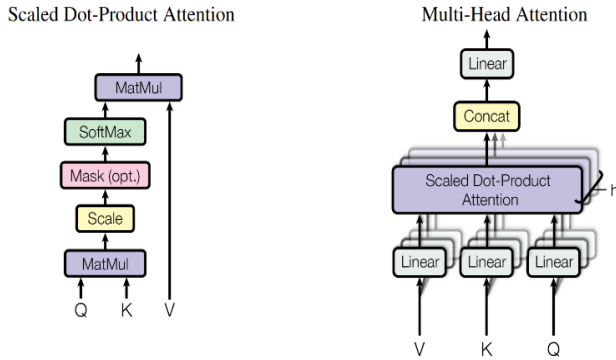 Scaled Dot-Product Attention
MatMul
SoftMax
Mask (opt.)
Scale
MatMul
Q K V
Multi-Head Attention
Linear
Concat
Scaled Dot-Product
Attention
h
Linear Linear Linear
V K Q